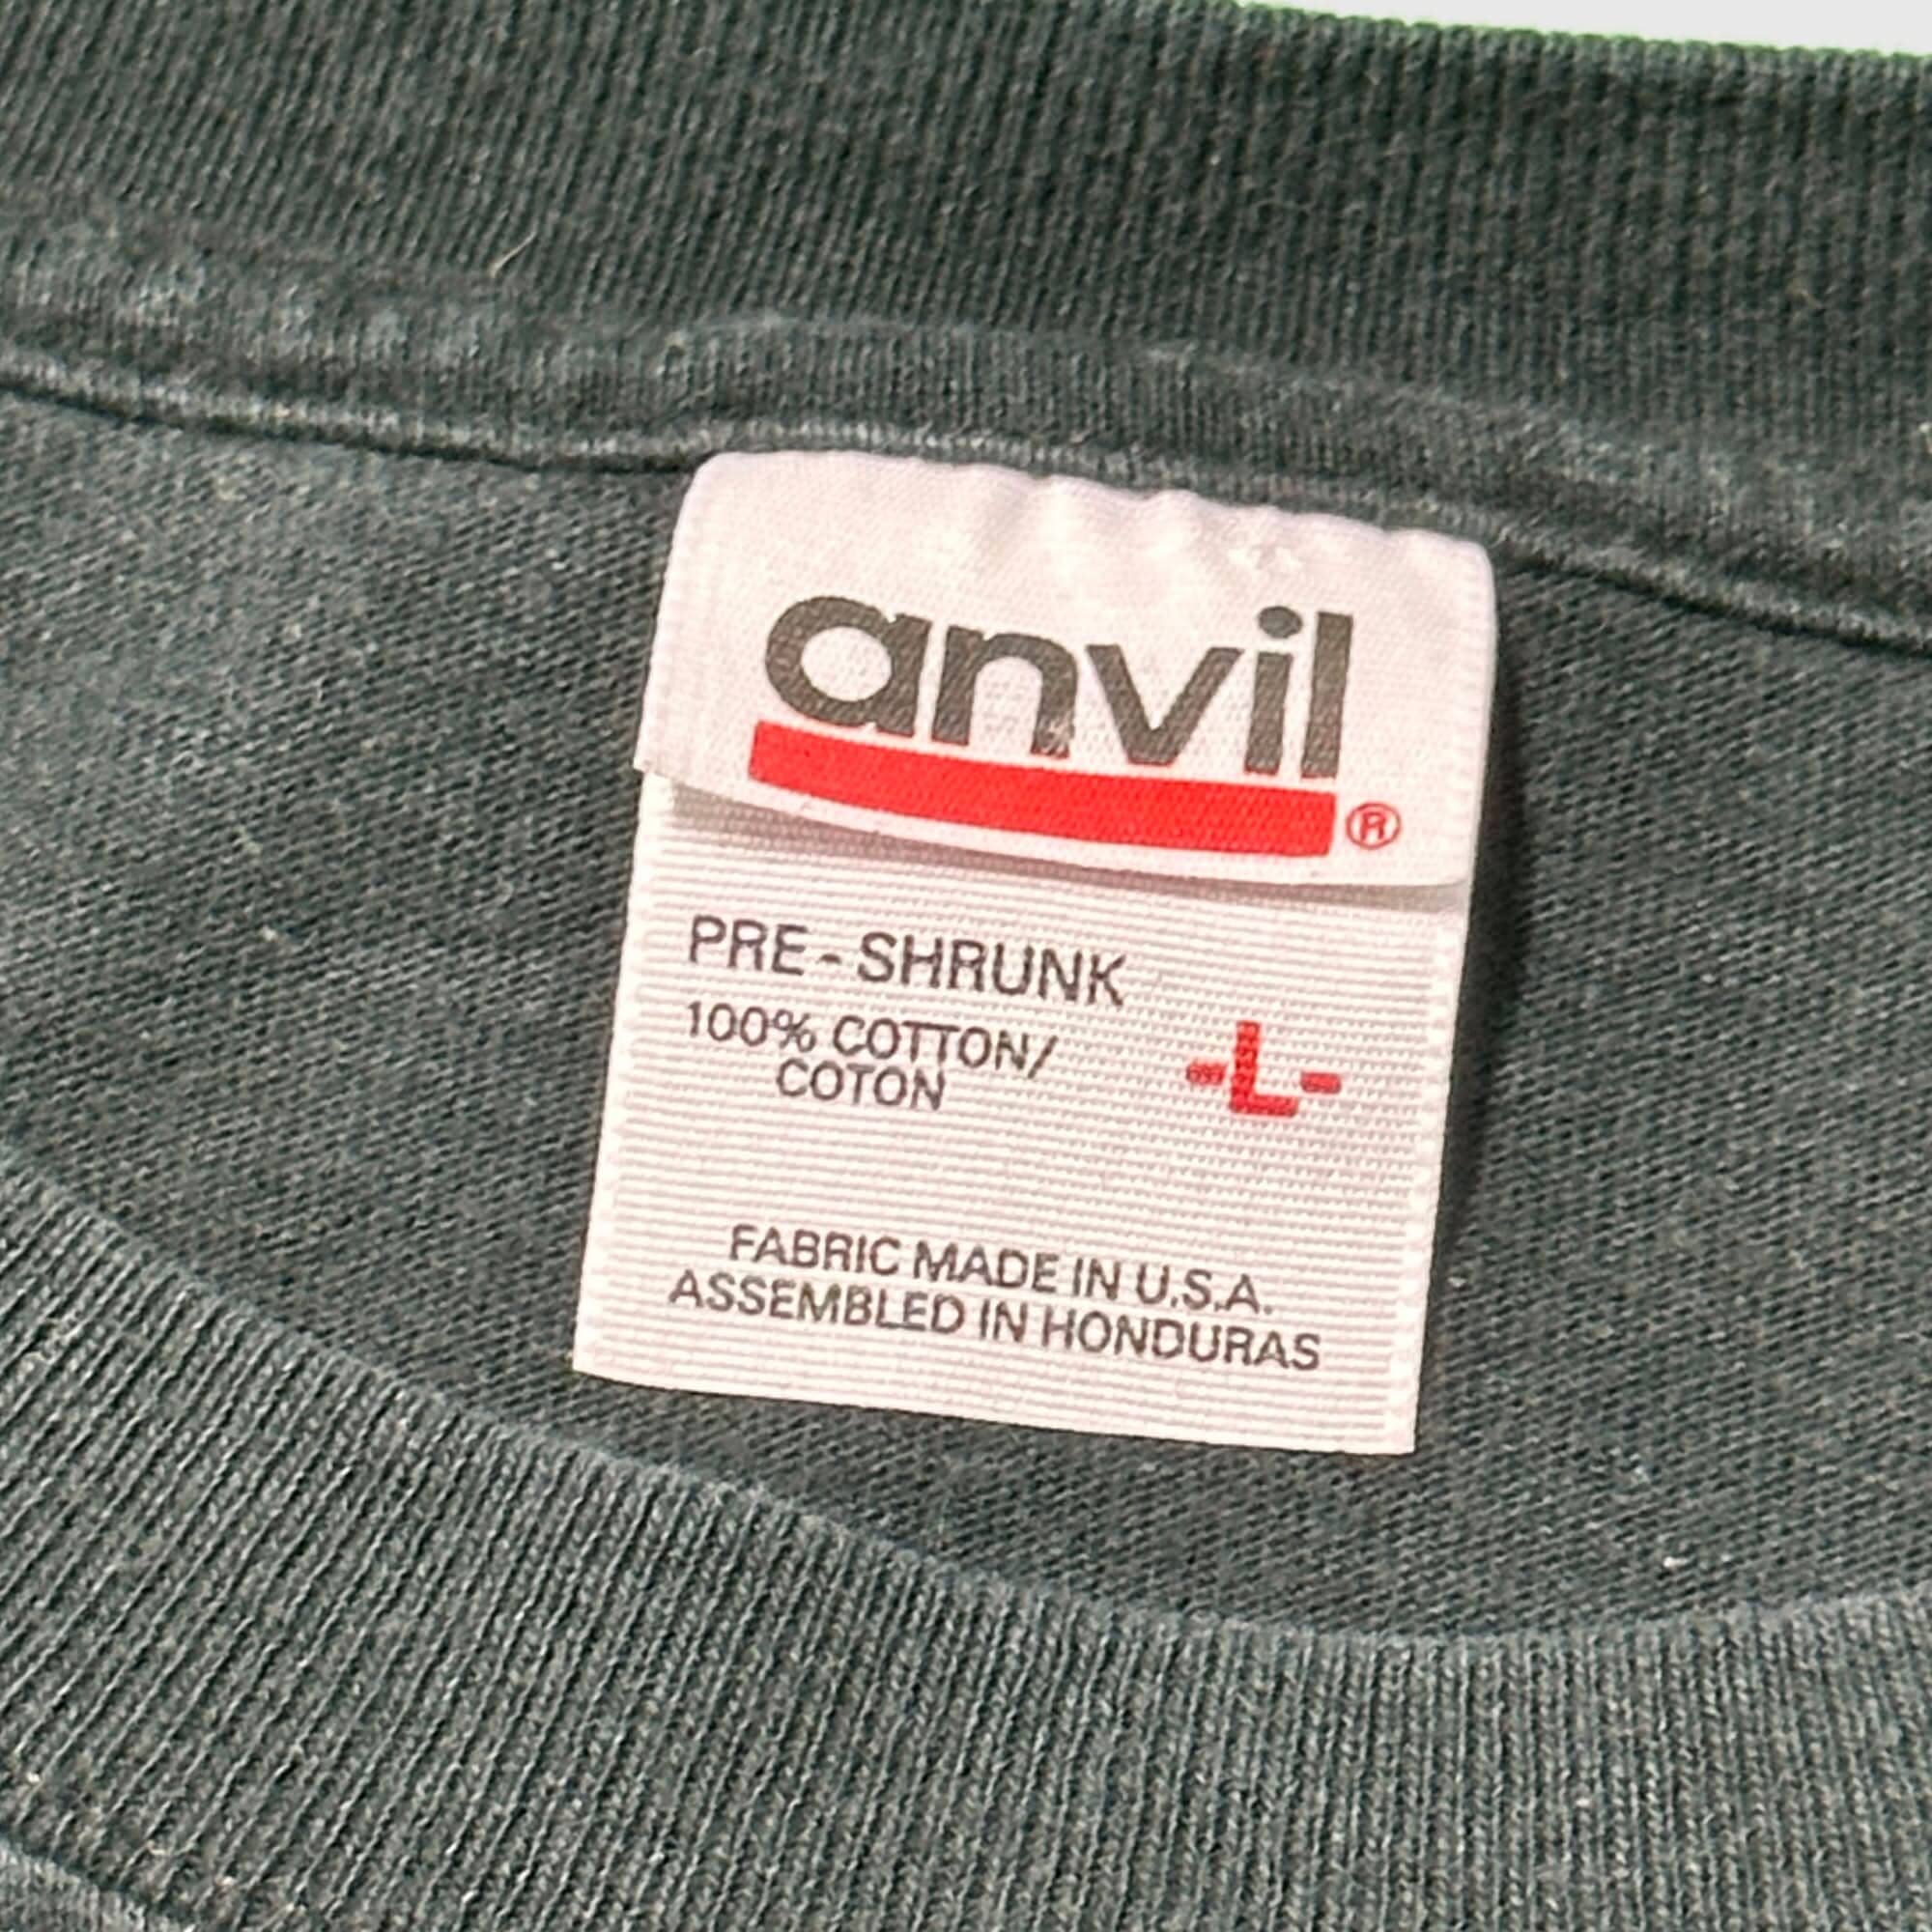 anvil
®
PRE-SHRUNK
100% COTTON/
COTON
-L-
FABRIC MADE IN U.S.A.
ASSEMBLED IN HONDURAS